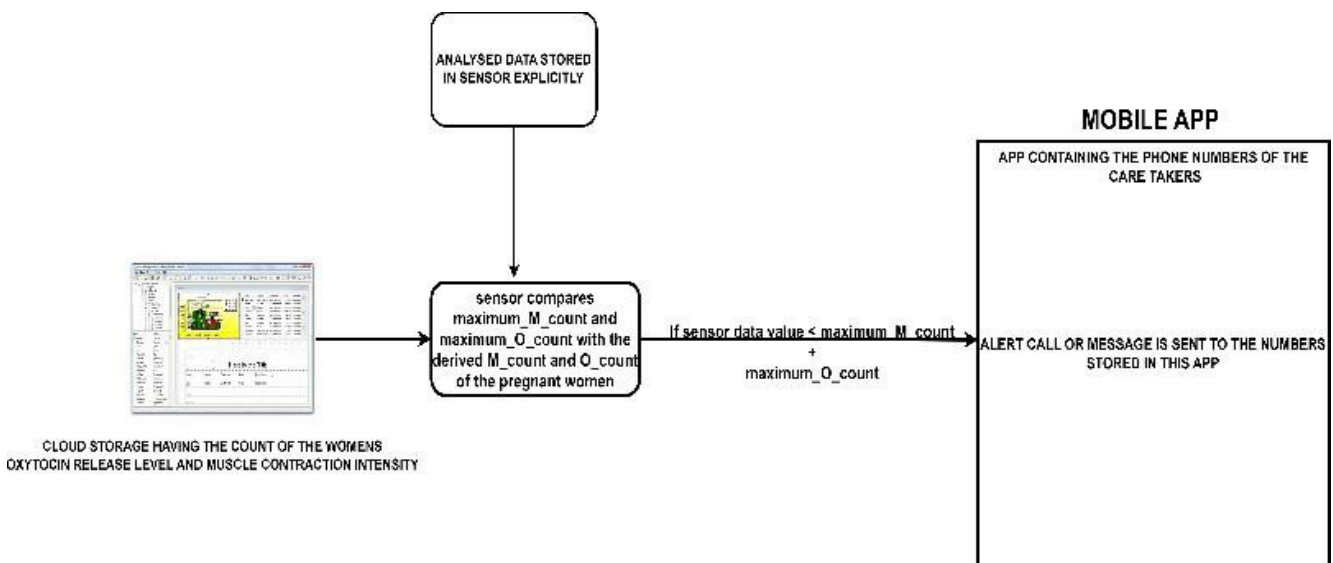 ANALYSED DATA STORED
IN SENSOR EXPLICITLY
MOBILE APP
APP CONTAINING THE PHONE NUMBERS OF THE
CARE TAKERS
sensor compares
maximum_M_count and
maximum_O_count with the
derived M_count and O_count
of the pregnant women
If sensor data value < maximum_M_count
+
maximum_O_count
ALERT CALL OR MESSAGE IS SENT TO THE NUMBERS
STORED IN THIS APP
CLOUD STORAGE HAVING THE COUNT OF THE WOMENS
OXYTOCIN RELEASE LEVEL AND MUSCLE CONTRACTION INTENSITY